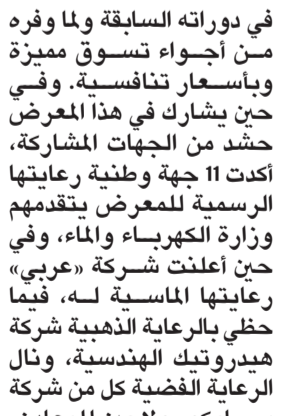 في دوراته السابقة ولما وفره
من أجواء تسوق مميزة
وبأسعار تنافسية. وفي
حين يشارك في هذا المعرض
حشد من الجهات المشاركة،
أكدت 11 جهة وطنية رعايتها
الرسمية للمعرض يتقدمهم
وزارة الكهرباء والماء، وفي
حين أعلنت شركة «عربي»
رعايتها الماسية له، فيما
حظي بالرعاية الذهبية شركة
هيدروتيك الهندسية، ونال
الرعاية الفضية كل من شركة